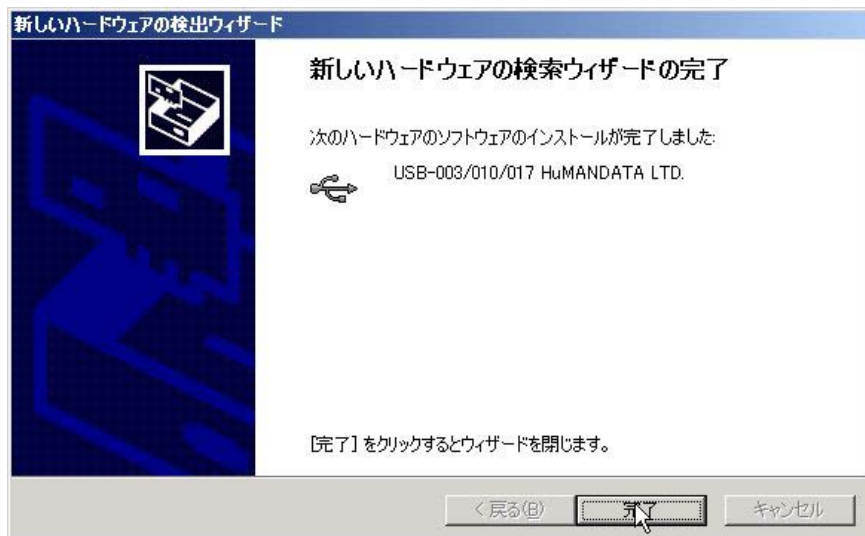 新しいハードウェアの検出ウィザード
新しいハードウェアの検索ウィザードの完了
次のハードウェアのソフトウェアのインストールが完了しました:
USB-003/010/017 HuMANDATA LTD.
[完了] をクリックするとウィザードを閉じます。
< 戻る(B)
完了
キャンセル